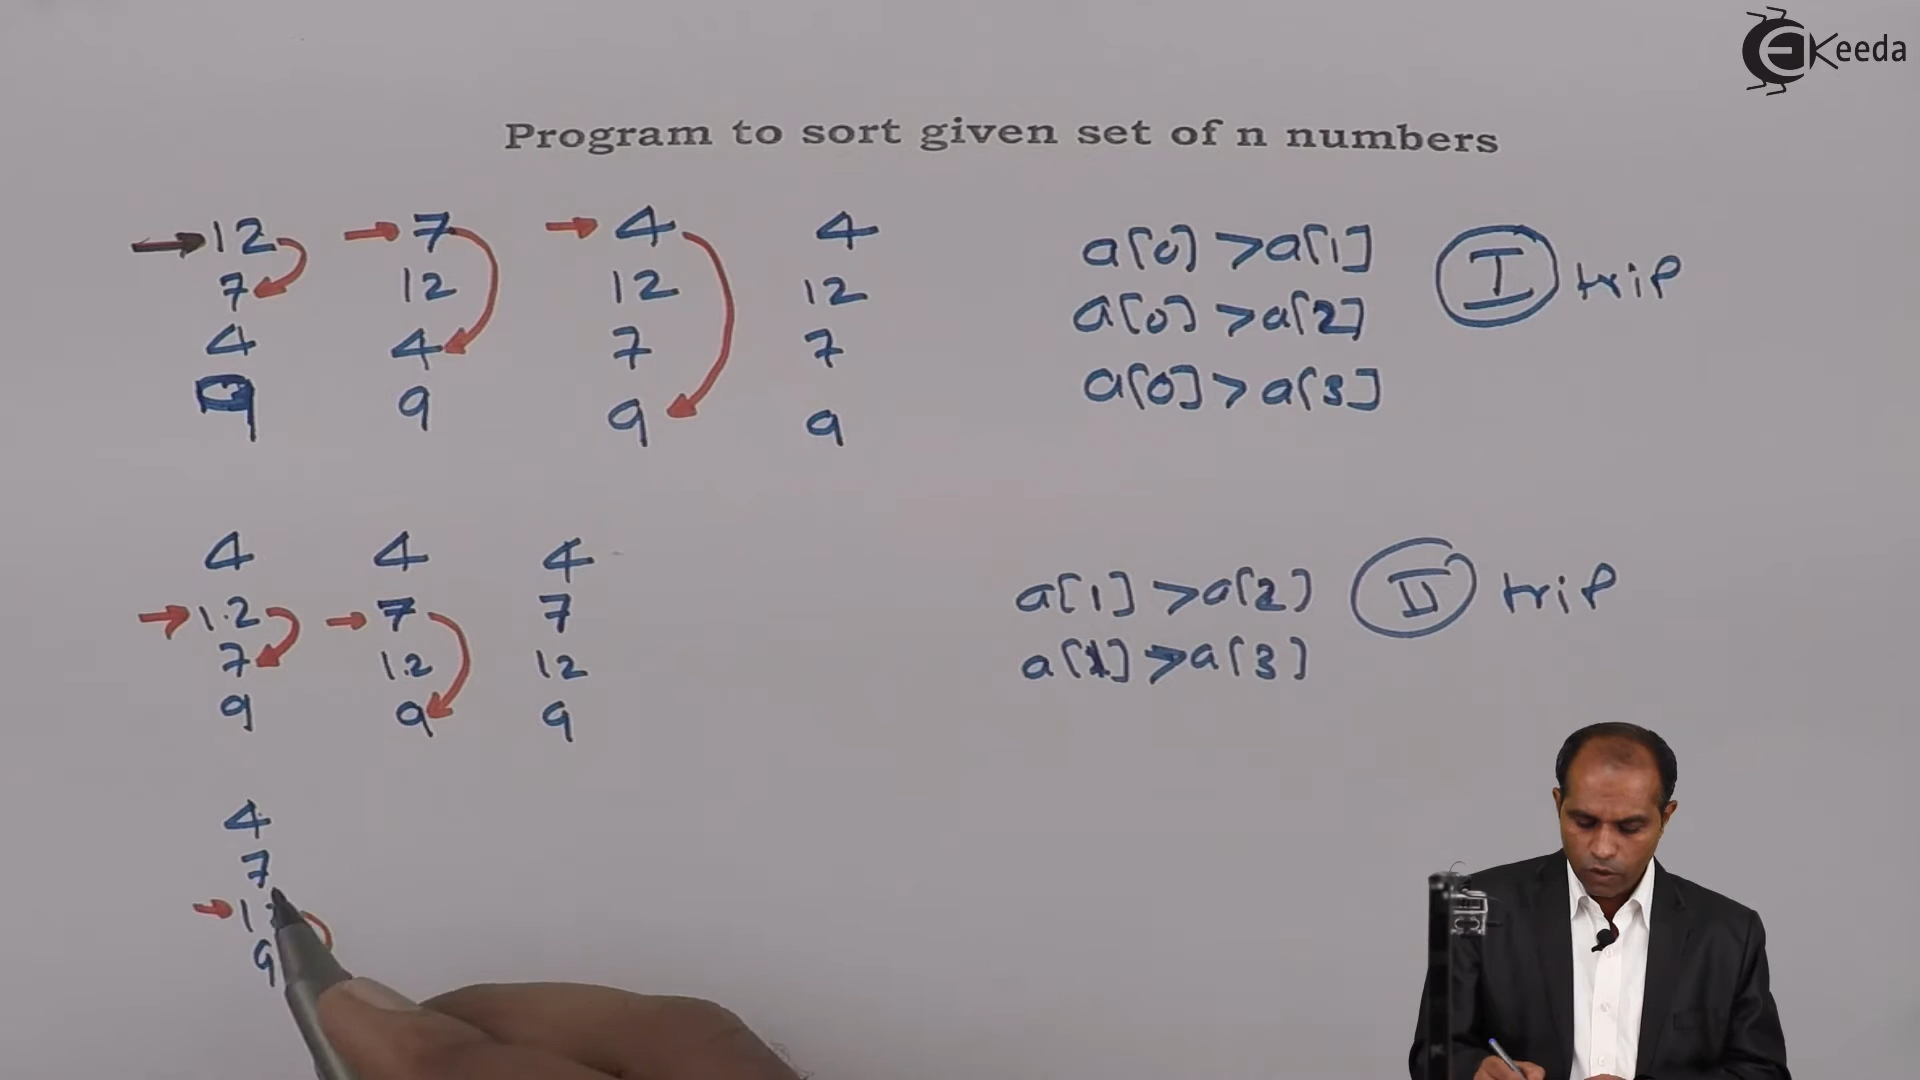 EKeeda
Program to sort given set of n numbers
12 7 4 4 a[0] > a[1] I trip
7 12 12 12 a[0] > a[2]
4 4 7 7 a[0] > a[3]
9 9 9 9
4 4 4
12 7 7 a[1] > a[2] II trip
7 12 12 a[1] > a[3]
9 9 9
4
7
9